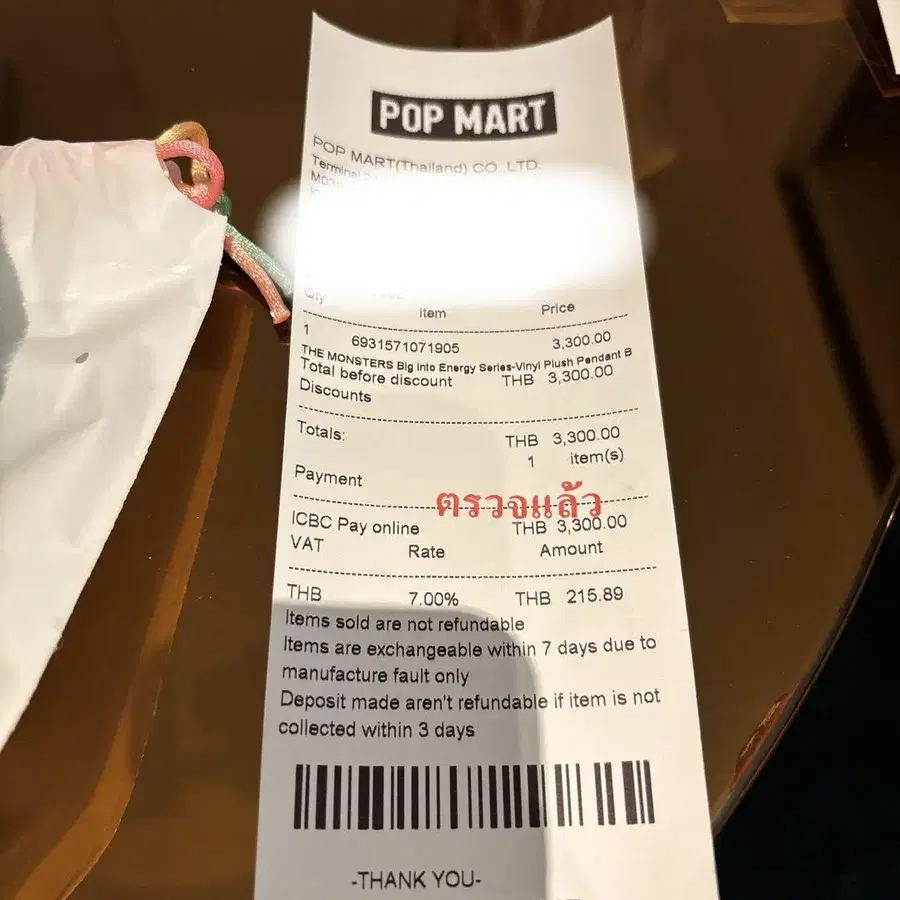 POP MART
POP MART(Thailand) CO.,LTD.
Terminal
Qty Item Price
1 6931571071905 3,300.00
THE MONSTERS Big into Energy Series-Vinyl Plush Pendant B
Total before discount THB 3,300.00
Discounts
Totals: THB 3,300.00
1 item(s)
Payment
ตรวจแล้ว
ICBC Pay online THB 3,300.00
VAT Rate Amount
THB 7.00% THB 215.89
Items sold are not refundable
Items are exchangeable within 7 days due to
manufacture fault only
Deposit made aren't refundable if item is not
collected within 3 days
-THANK YOU-